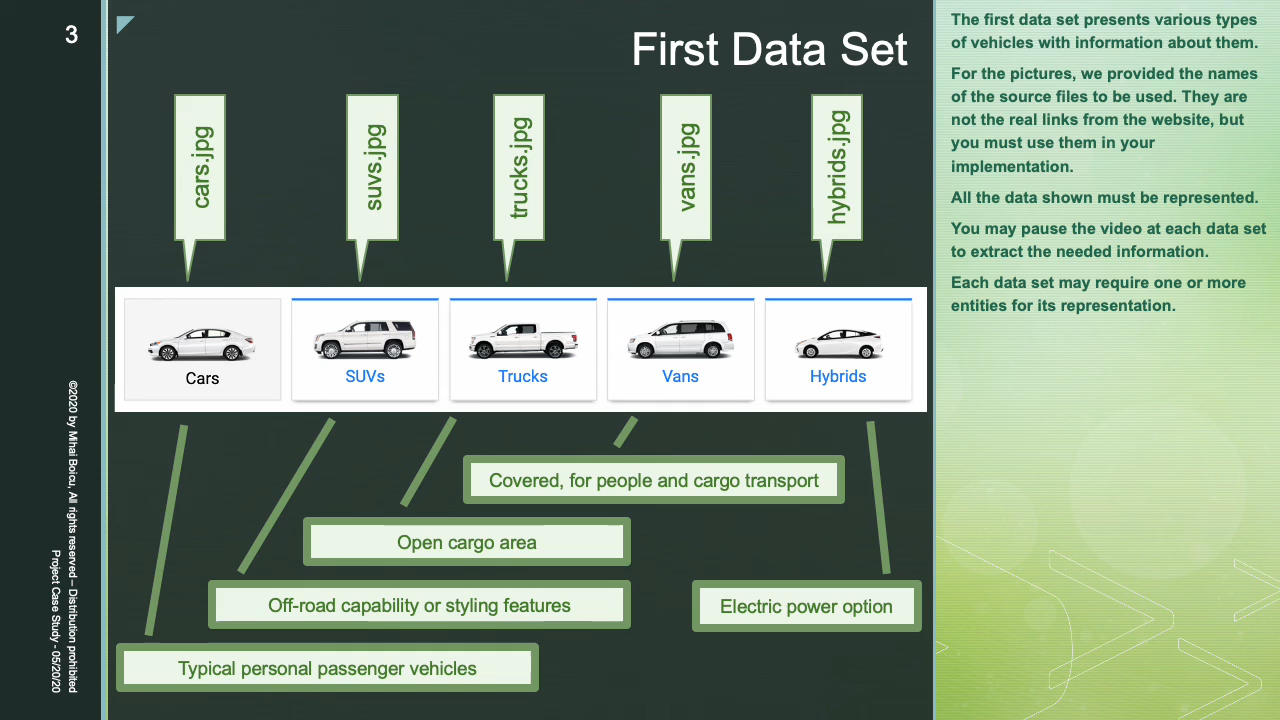 3
First Data Set
cars.jpg
suvs.jpg
trucks.jpg
vans.jpg
hybrids.jpg
Cars
SUVs
Trucks
Vans
Hybrids
Covered, for people and cargo transport
Open cargo area
Off-road capability or styling features
Electric power option
Typical personal passenger vehicles
The first data set presents various types
of vehicles with information about them.
For the pictures, we provided the names
of the source files to be used. They are
not the real links from the website, but
you must use them in your
implementation.
All the data shown must be represented.
You may pause the video at each data set
to extract the needed information.
Each data set may require one or more
entities for its representation.
©2020 by Mihai Boicu, All rights reserved – Distribution prohibited
Project Case Study - 05/20/20